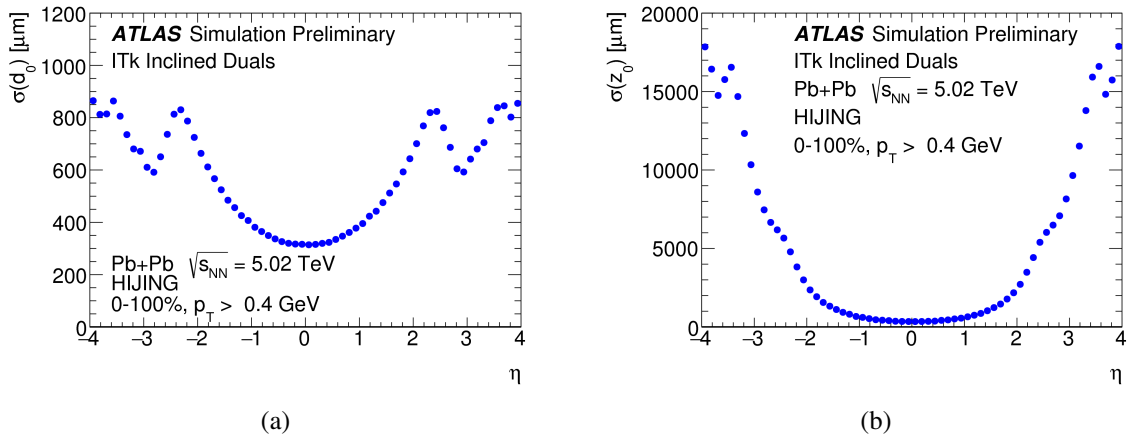 ATLAS Simulation Preliminary
ITk Inclined Duals
Pb+Pb √sNN = 5.02 TeV
HIJING
0-100%, pT > 0.4 GeV
σ(d0) [μm]
1200
1000
800
600
400
200
0
−4 −3 −2 −1 0 1 2 3 4
η
(a)
ATLAS Simulation Preliminary
ITk Inclined Duals
Pb+Pb √sNN = 5.02 TeV
HIJING
0-100%, pT > 0.4 GeV
σ(z0) [μm]
20000
15000
10000
5000
0
−4 −3 −2 −1 0 1 2 3 4
η
(b)